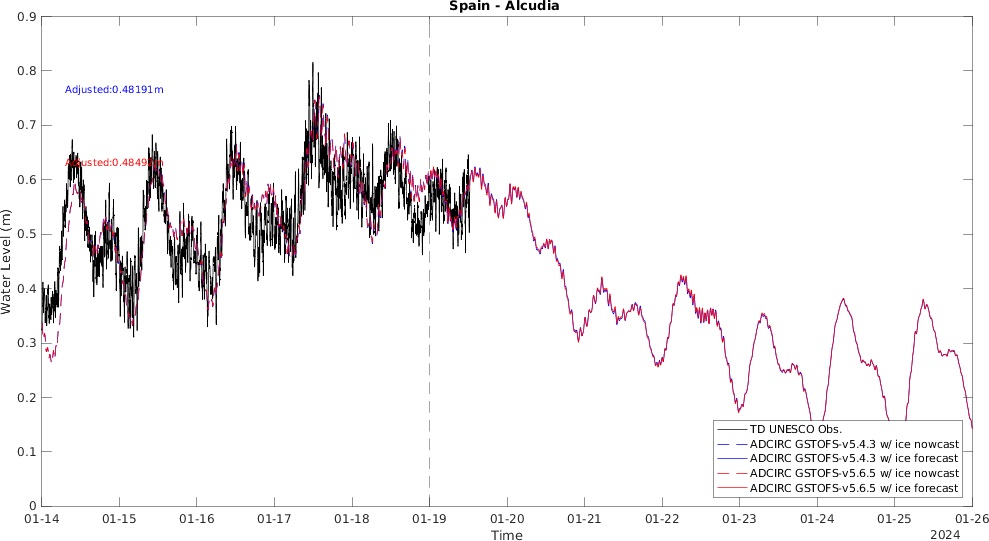 Spain - Alcudia
0.9
0.8
0.7
0.6
0.5
0.4
0.3
0.2
0.1
0
Water Level (m)
Adjusted:0.48191m
TD UNESCO Obs.
ADCIRC GSTOFS-v5.4.3 w/ ice nowcast
ADCIRC GSTOFS-v5.4.3 w/ ice forecast
ADCIRC GSTOFS-v5.6.5 w/ ice nowcast
ADCIRC GSTOFS-v5.6.5 w/ ice forecast
01-14 01-15 01-16 01-17 01-18 01-19 01-20 01-21 01-22 01-23 01-24 01-25 01-26
Time
2024